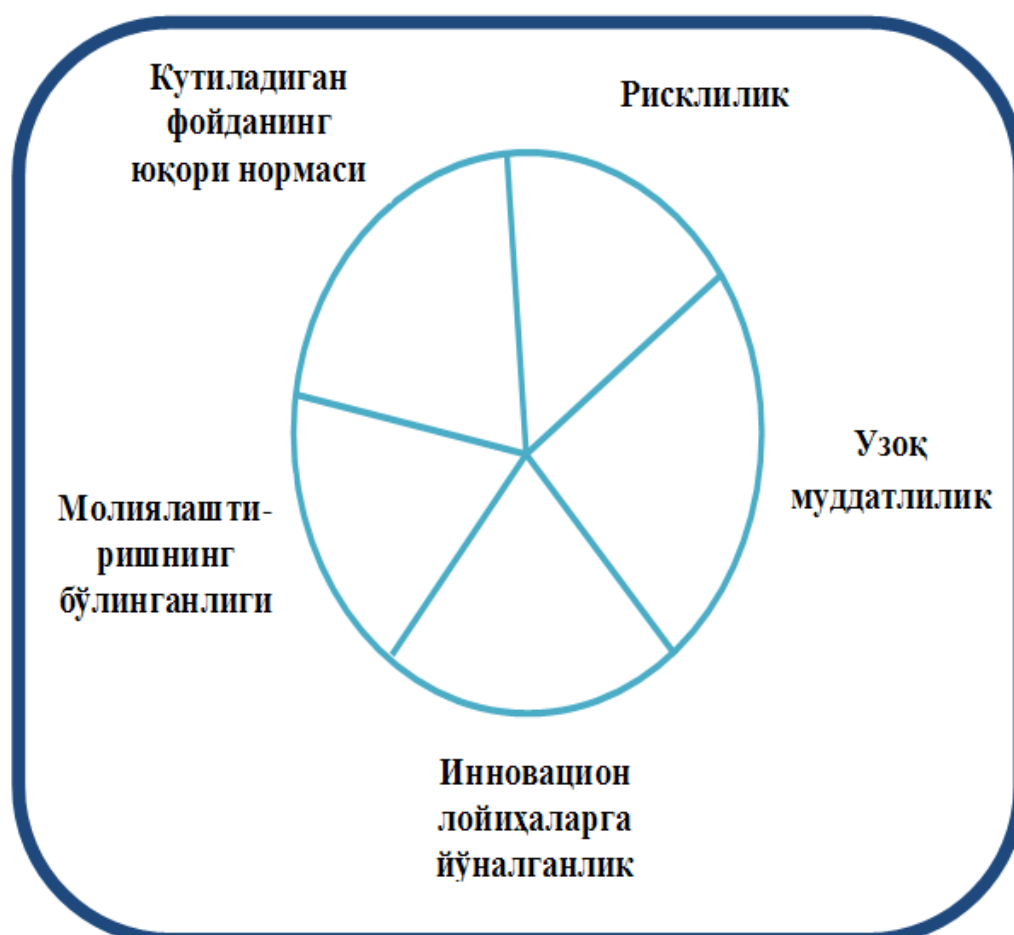 Кутиладиган
фойданинг
юқори нормаси
Рисклилик
Узоқ
муддатлилик
Молиялашти-
ришнинг
бўлинганлиги
Инновацион
лойиҳаларга
йўналганлик